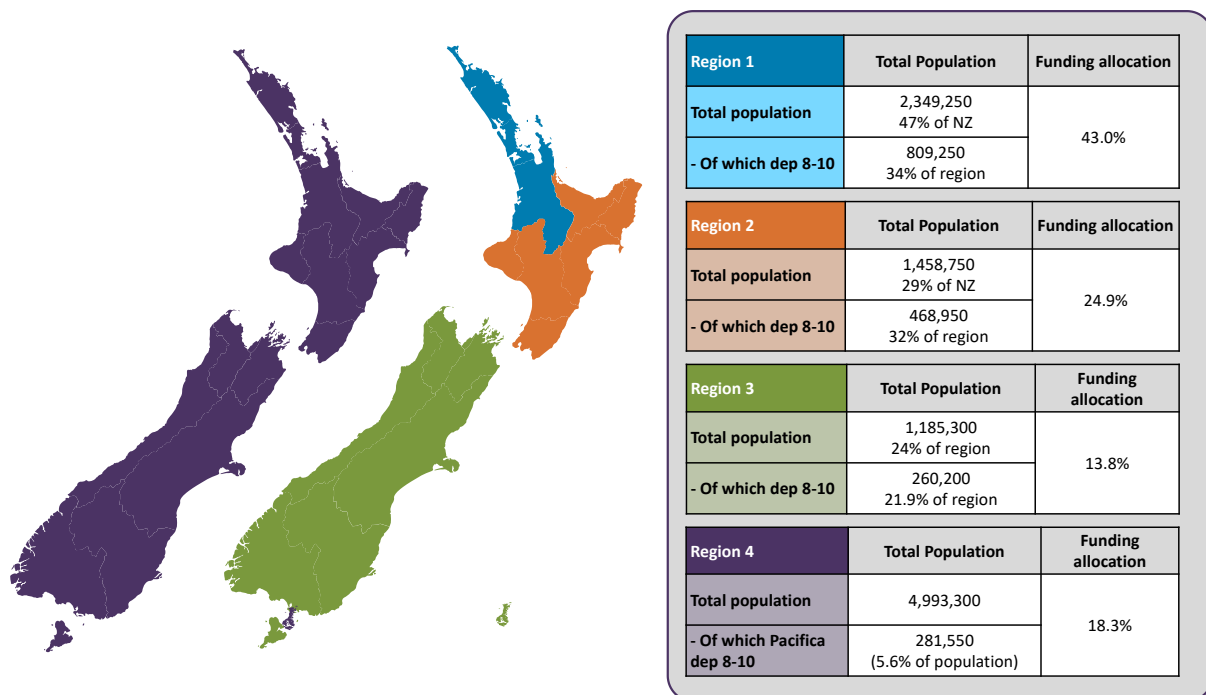 Region 1 Total Population Funding allocation
Total population 2,349,250
47% of NZ
43.0%
- Of which dep 8-10 809,250
34% of region
Region 2 Total Population Funding allocation
Total population 1,458,750
29% of NZ
24.9%
- Of which dep 8-10 468,950
32% of region
Region 3 Total Population Funding
allocation
Total population 1,185,300
24% of region
13.8%
- Of which dep 8-10 260,200
21.9% of region
Region 4 Total Population Funding
allocation
Total population 4,993,300
18.3%
- Of which Pacifica
dep 8-10
281,550
(5.6% of population)